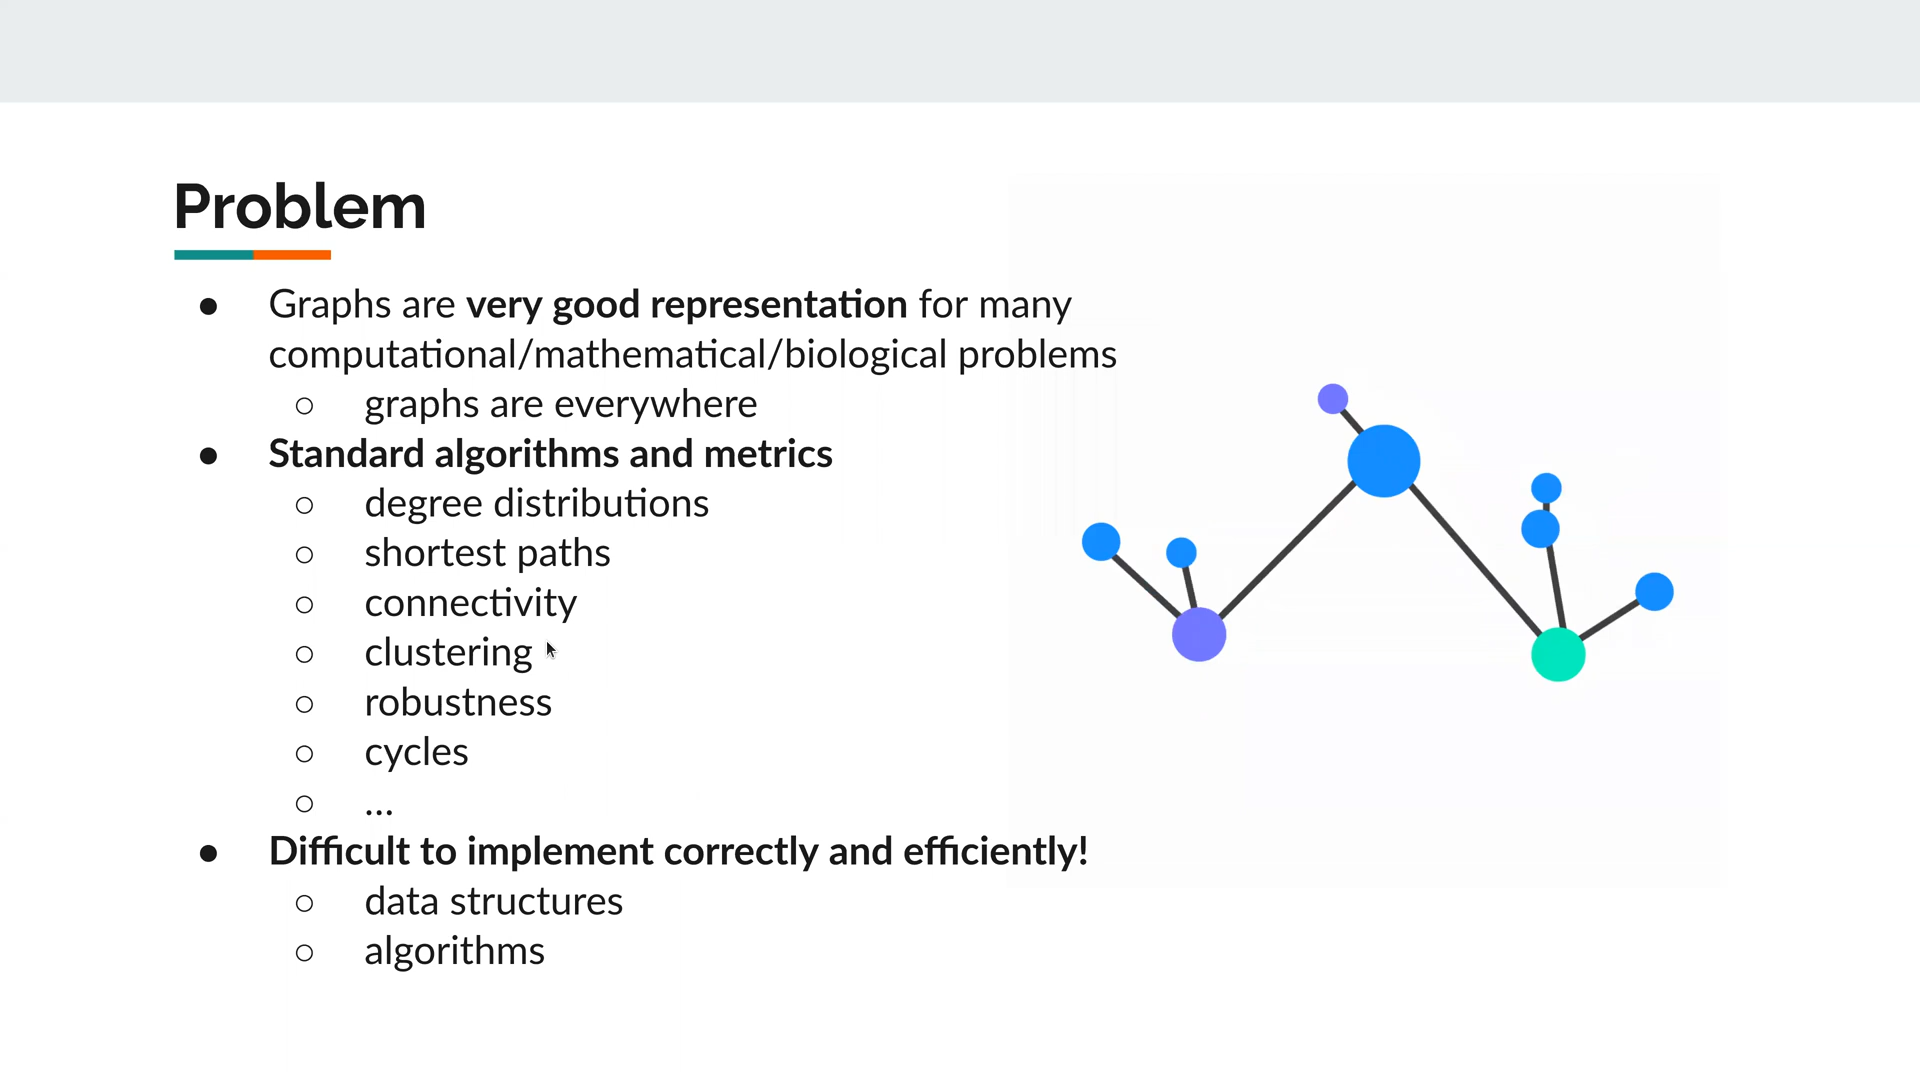 Problem
● Graphs are very good representation for many
computational/mathematical/biological problems
○ graphs are everywhere
● Standard algorithms and metrics
○ degree distributions
○ shortest paths
○ connectivity
○ clustering
○ robustness
○ cycles
○ ...
● Difficult to implement correctly and efficiently!
○ data structures
○ algorithms